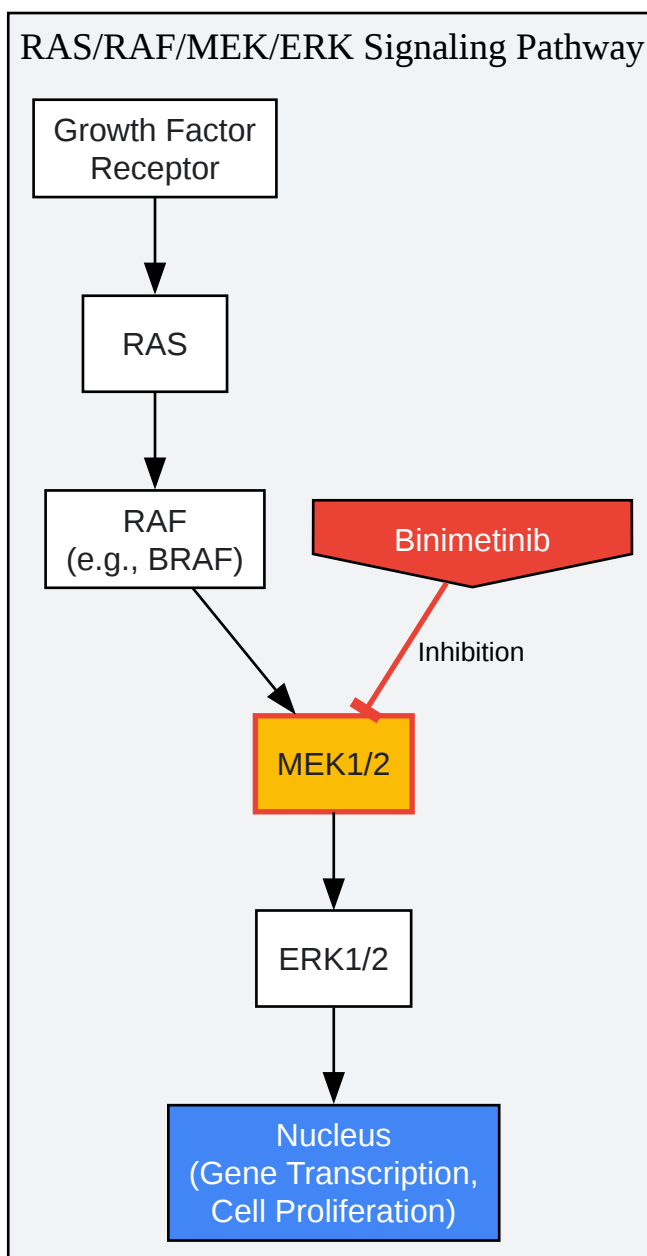 RAS/RAF/MEK/ERK Signaling Pathway
Growth Factor
Receptor
RAS
RAF
(e.g., BRAF)
Binimetinib
Inhibition
MEK1/2
ERK1/2
Nucleus
(Gene Transcription,
Cell Proliferation)